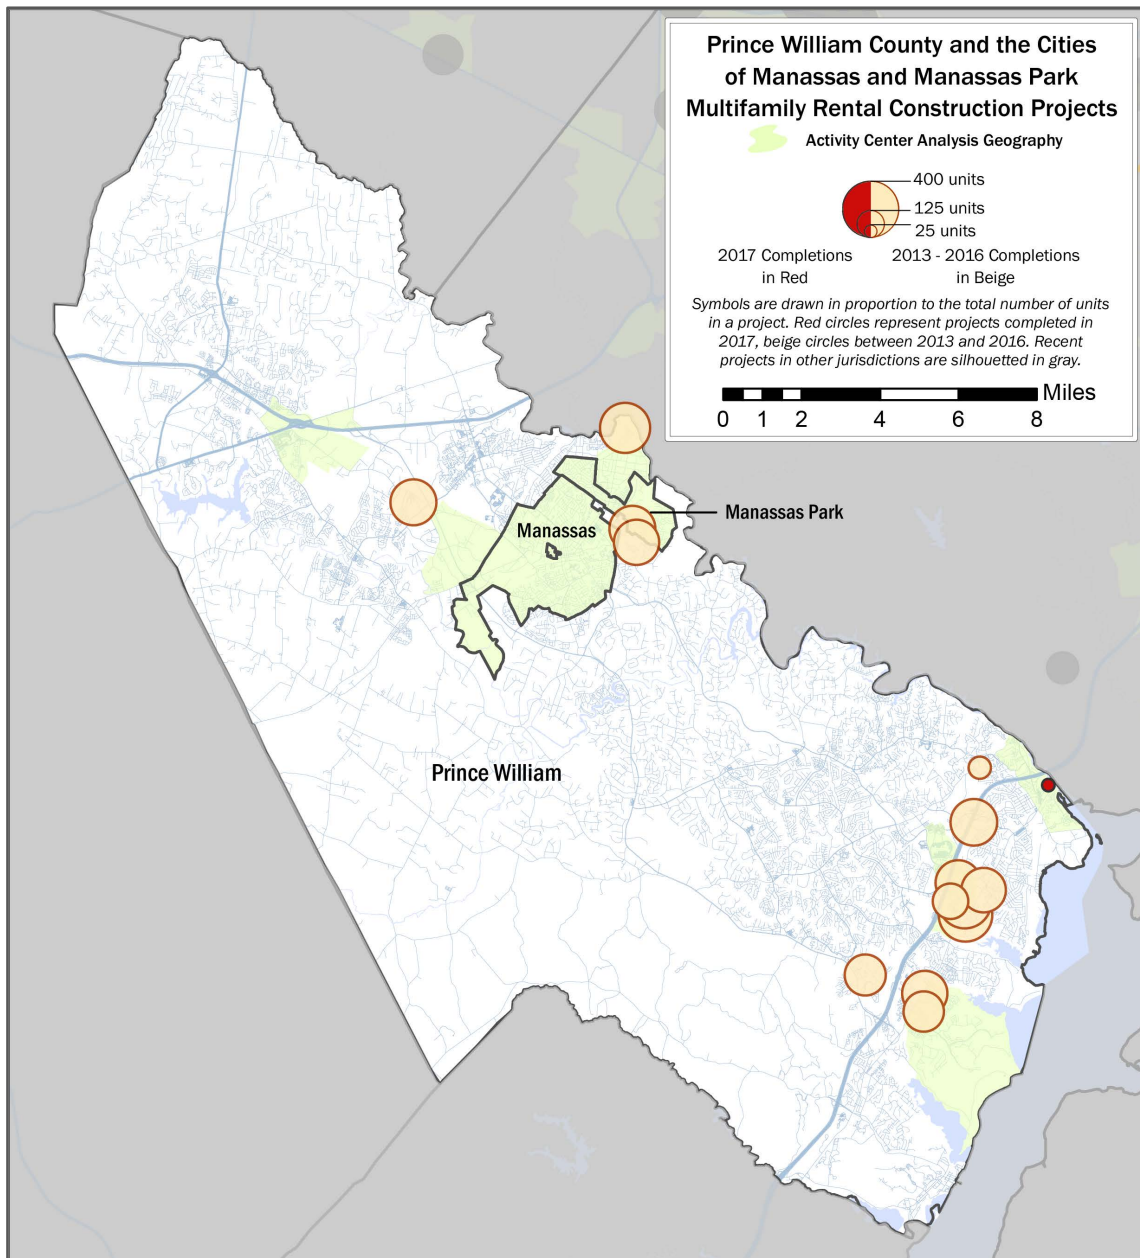 Prince William County and the Cities
of Manassas and Manassas Park
Multifamily Rental Construction Projects
Activity Center Analysis Geography
400 units
125 units
25 units
2017 Completions
in Red
2013 - 2016 Completions
in Beige
Symbols are drawn in proportion to the total number of units
in a project. Red circles represent projects completed in
2017, beige circles between 2013 and 2016. Recent
projects in other jurisdictions are silhouetted in gray.
Miles
0 1 2 4 6 8
Manassas Park
Manassas
Prince William